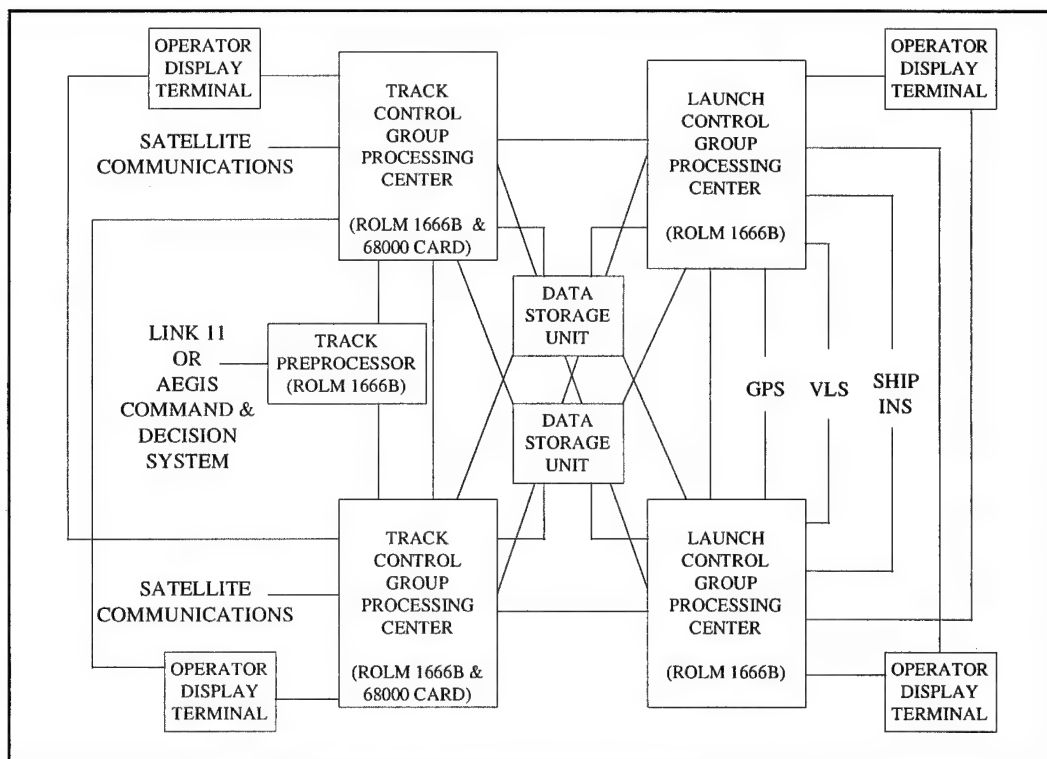 OPERATOR
DISPLAY
TERMINAL
TRACK
CONTROL
GROUP
PROCESSING
CENTER
(ROLM 1666B &
68000 CARD)
LAUNCH
CONTROL
GROUP
PROCESSING
CENTER
(ROLM 1666B)
OPERATOR
DISPLAY
TERMINAL
SATELLITE
COMMUNICATIONS
DATA
STORAGE
UNIT
LINK 11
OR
AEGIS
COMMAND &
DECISION
SYSTEM
TRACK
PREPROCESSOR
(ROLM 1666B)
GPS
VLS
SHIP
INS
DATA
STORAGE
UNIT
SATELLITE
COMMUNICATIONS
TRACK
CONTROL
GROUP
PROCESSING
CENTER
(ROLM 1666B &
68000 CARD)
LAUNCH
CONTROL
GROUP
PROCESSING
CENTER
(ROLM 1666B)
OPERATOR
DISPLAY
TERMINAL
OPERATOR
DISPLAY
TERMINAL